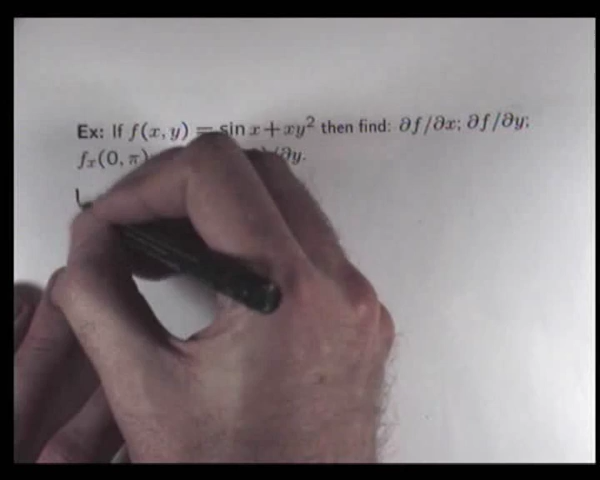 Ex: If f(x, y) = sin x+xy² then find: ∂f/∂x; ∂f/∂y;
fₓ(0, π) )/∂y.